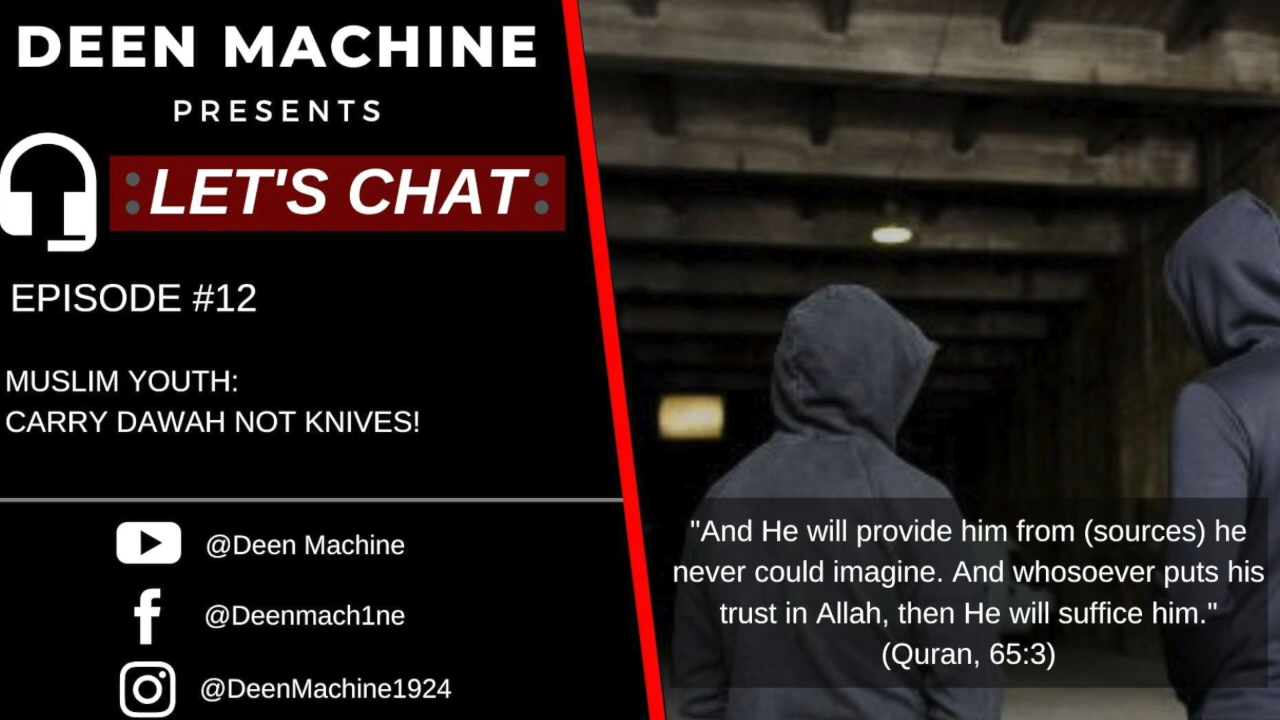 DEEN MACHINE
PRESENTS
:LET'S CHAT:
EPISODE #12
MUSLIM YOUTH:
CARRY DAWAH NOT KNIVES!
@Deen Machine
@Deenmach1ne
@DeenMachine1924
"And He will provide him from (sources) he
never could imagine. And whosoever puts his
trust in Allah, then He will suffice him."
(Quran, 65:3)